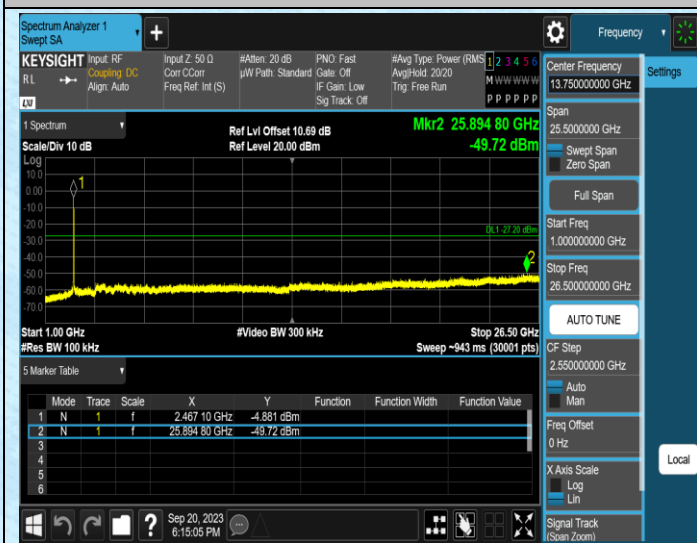 Spectrum Analyzer 1
Swept SA
Frequency
KEYSIGHT
RL
LXI
Input: RF
Coupling: DC
Align: Auto
Input Z: 50 Ω
Corr CCorr
Freq Ref: Int (S)
#Atten: 20 dB
µW Path: Standard
PNO: Fast
Gate: Off
IF Gain: Low
Sig Track: Off
#Avg Type: Power (RMS
Avg|Hold: 20/20
Trig: Free Run
1 2 3 4 5 6
M W W W W W
P P P P P P
1 Spectrum
Scale/Div 10 dB
Ref Lvl Offset 10.69 dB
Ref Level 20.00 dBm
Mkr2 25.894 80 GHz
-49.72 dBm
Log
10.0
0.00
-10.0
-20.0
-30.0
-40.0
-50.0
-60.0
-70.0
1
DL1 -27.20 dBm
2
Start 1.00 GHz
#Res BW 100 kHz
#Video BW 300 kHz
Stop 26.50 GHz
Sweep ~943 ms (30001 pts)
5 Marker Table
Mode Trace Scale X Y Function Function Width Function Value
1 N 1 f 2.467 10 GHz -4.881 dBm
2 N 1 f 25.894 80 GHz -49.72 dBm
3
4
5
6
Sep 20, 2023
6:15:05 PM
Center Frequency
13.750000000 GHz
Span
25.5000000 GHz
Swept Span
Zero Span
Full Span
Start Freq
1.000000000 GHz
Stop Freq
26.500000000 GHz
AUTO TUNE
CF Step
2.550000000 GHz
Auto
Man
Freq Offset
0 Hz
X Axis Scale
Log
Lin
Signal Track
(Span Zoom)
Settings
Local